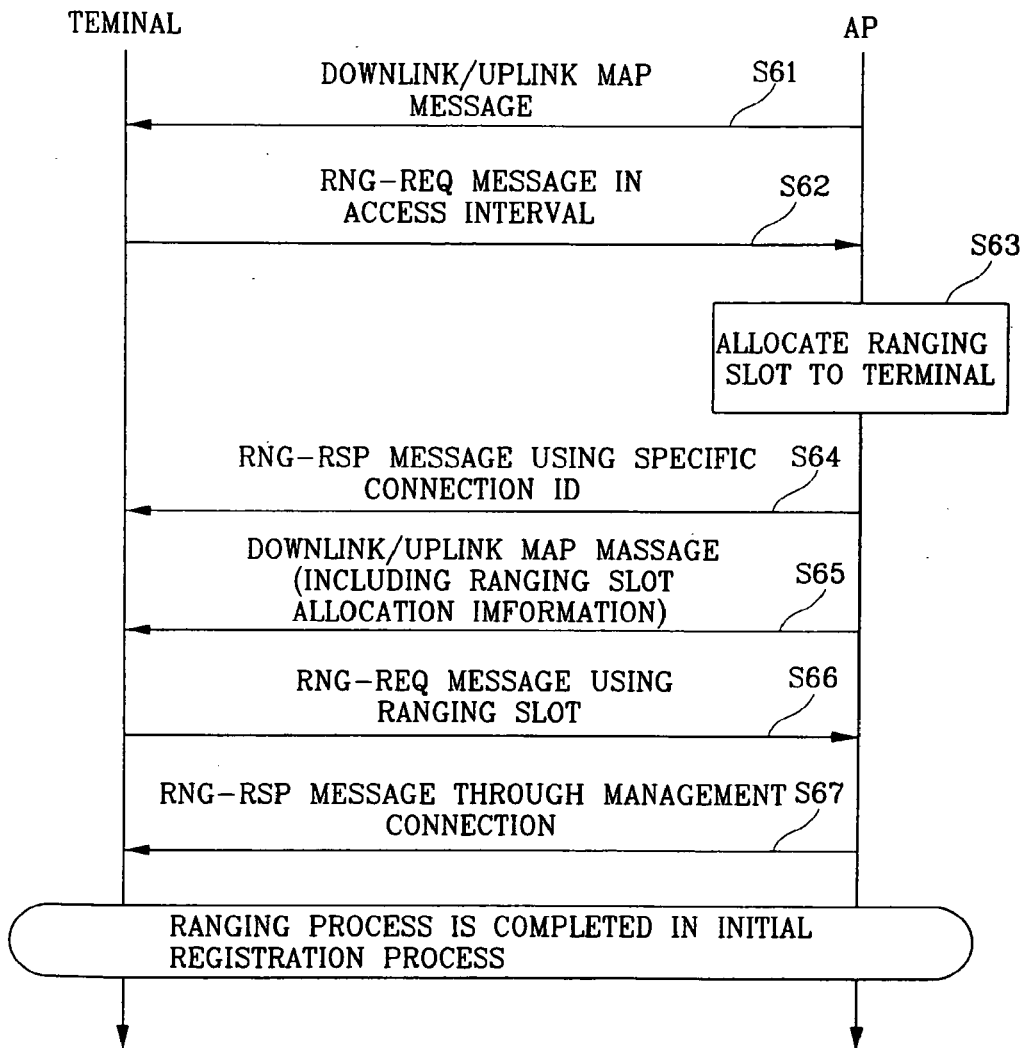 TEMINAL
AP
DOWNLINK/UPLINK MAP
MESSAGE
S61
RNG-REQ MESSAGE IN
ACCESS INTERVAL
S62
S63
ALLOCATE RANGING
SLOT TO TERMINAL
RNG-RSP MESSAGE USING SPECIFIC
CONNECTION ID
S64
DOWNLINK/UPLINK MAP MASSAGE
(INCLUDING RANGING SLOT
ALLOCATION IMFORMATION)
S65
RNG-REQ MESSAGE USING
RANGING SLOT
S66
RNG-RSP MESSAGE THROUGH MANAGEMENT
CONNECTION
S67
RANGING PROCESS IS COMPLETED IN INITIAL
REGISTRATION PROCESS